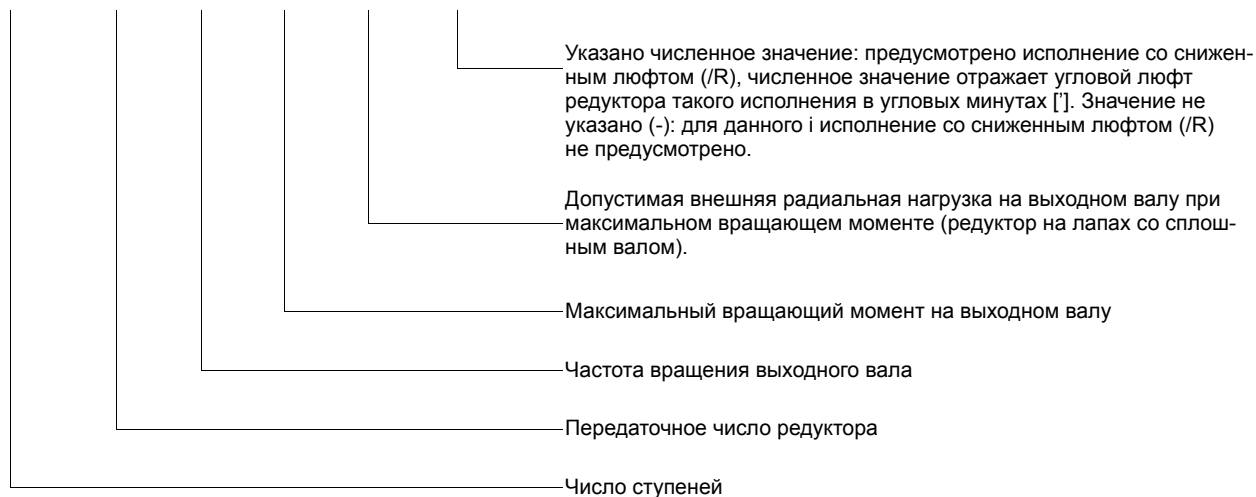 Указано численное значение: предусмотрено исполнение со снижен-
ным люфтом (/R), численное значение отражает угловой люфт
редуктора такого исполнения в угловых минутах [']. Значение не
указано (-): для данного i исполнение со сниженным люфтом (/R)
не предусмотрено.
Допустимая внешняя радиальная нагрузка на выходном валу при
максимальном вращающем моменте (редуктор на лапах со сплош-
ным валом).
Максимальный вращающий момент на выходном валу
Частота вращения выходного вала
Передаточное число редуктора
Число ступеней